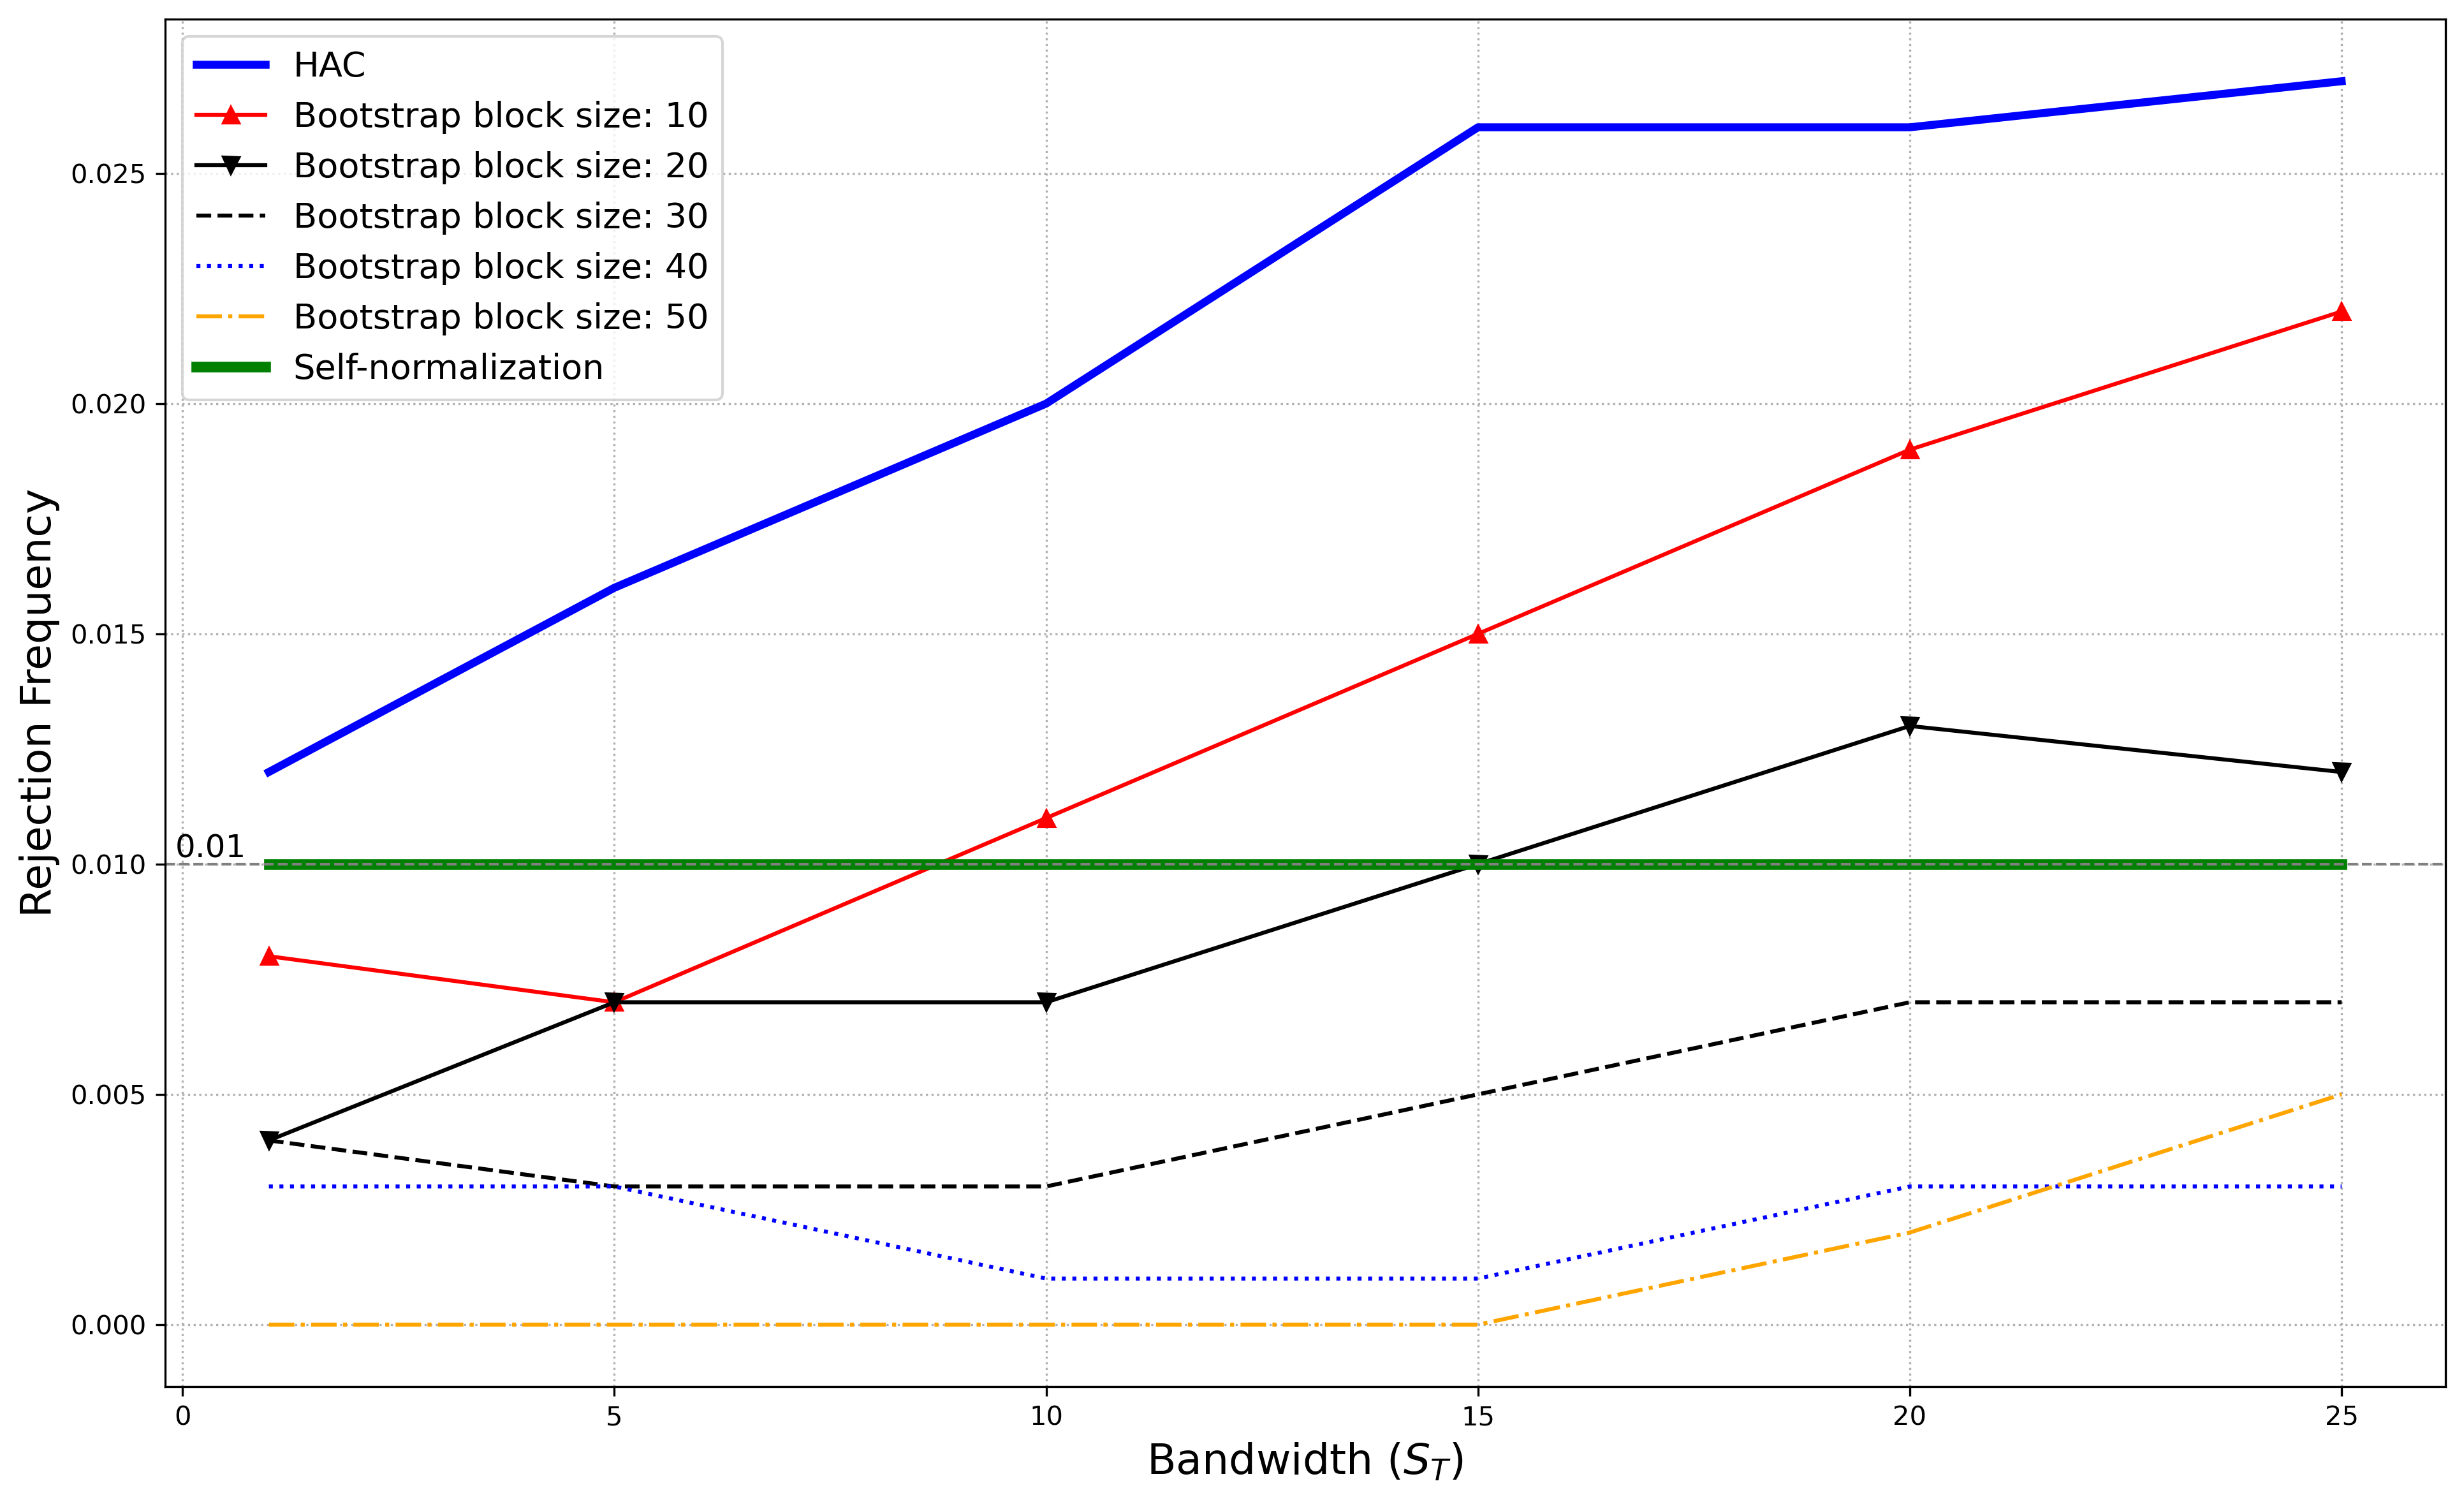 HAC
Bootstrap block size: 10
Bootstrap block size: 20
Bootstrap block size: 30
Bootstrap block size: 40
Bootstrap block size: 50
Self-normalization
Rejection Frequency
0.025
0.020
0.015
0.010
0.005
0.000
0.01
0 5 10 15 20 25
Bandwidth (S_T)